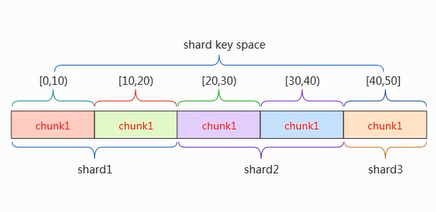 shard key space
[0,10) [10,20) [20,30) [30,40) [40,50]
chunk1 chunk1 chunk1 chunk1 chunk1
shard1 shard2 shard3